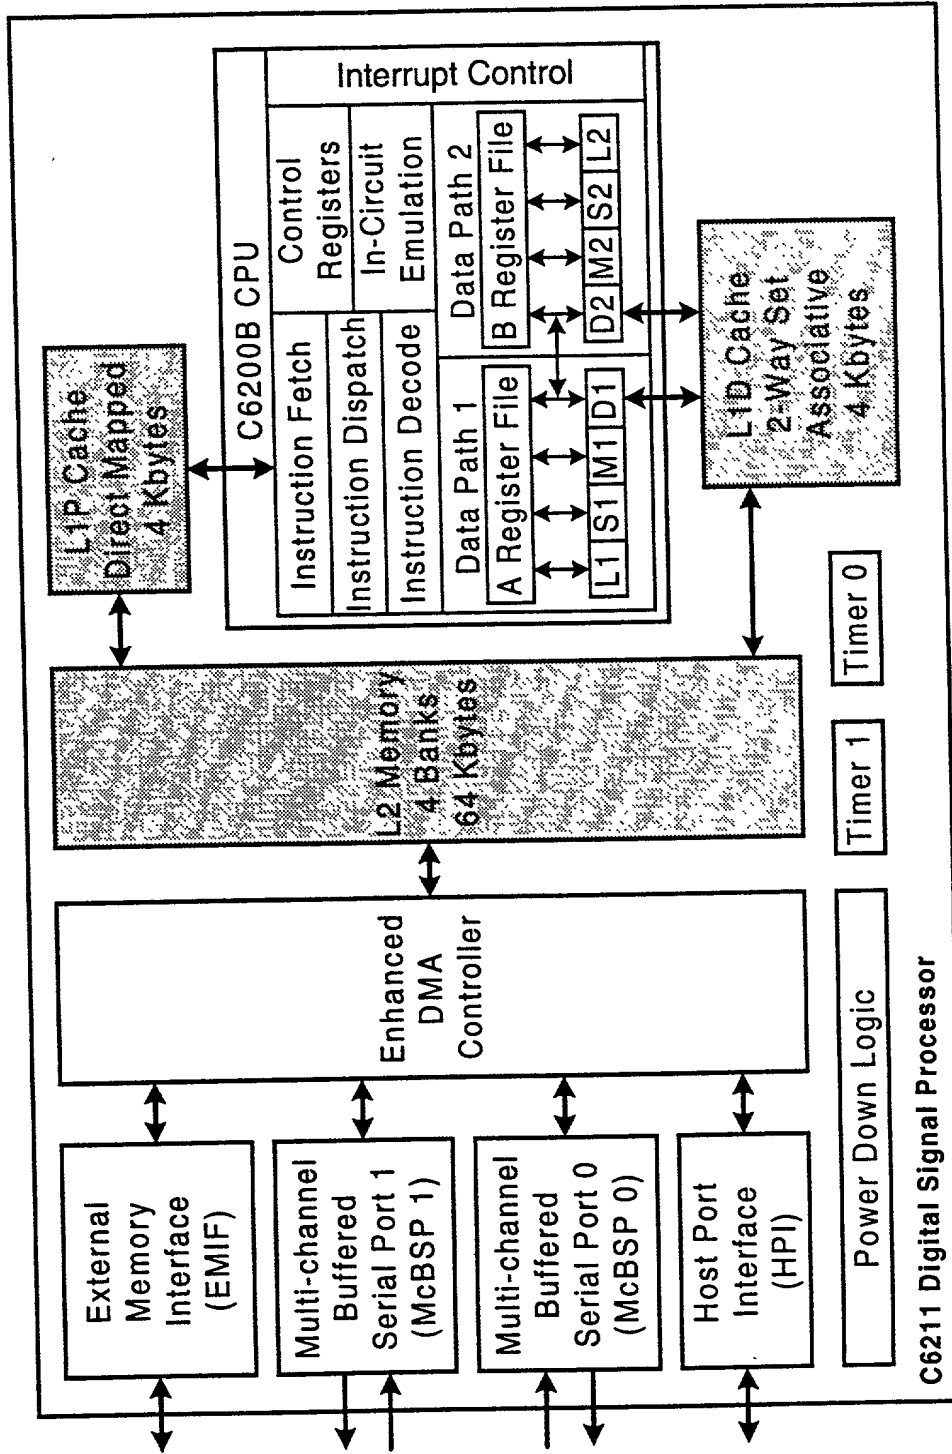 External
Memory
Interface
(EMIF)
Multi-channel
Buffered
Serial Port 1
(McBSP 1)
Multi-channel
Buffered
Serial Port 0
(McBSP 0)
Host Port
Interface
(HPI)
Enhanced
DMA
Controller
L2 Memory
4 Banks
64 Kbytes
L1P Cache
Direct Mapped
4 Kbytes
C6200B CPU
Instruction Fetch
Instruction Dispatch
Instruction Decode
Control
Registers
In-Circuit
Emulation
Interrupt Control
Data Path 1
A Register File
L1 S1 M1 D1
Data Path 2
B Register File
D2 M2 S2 L2
L1D Cache
2-Way Set
Associative
4 Kbytes
Power Down Logic
Timer 1
Timer 0
C6211 Digital Signal Processor